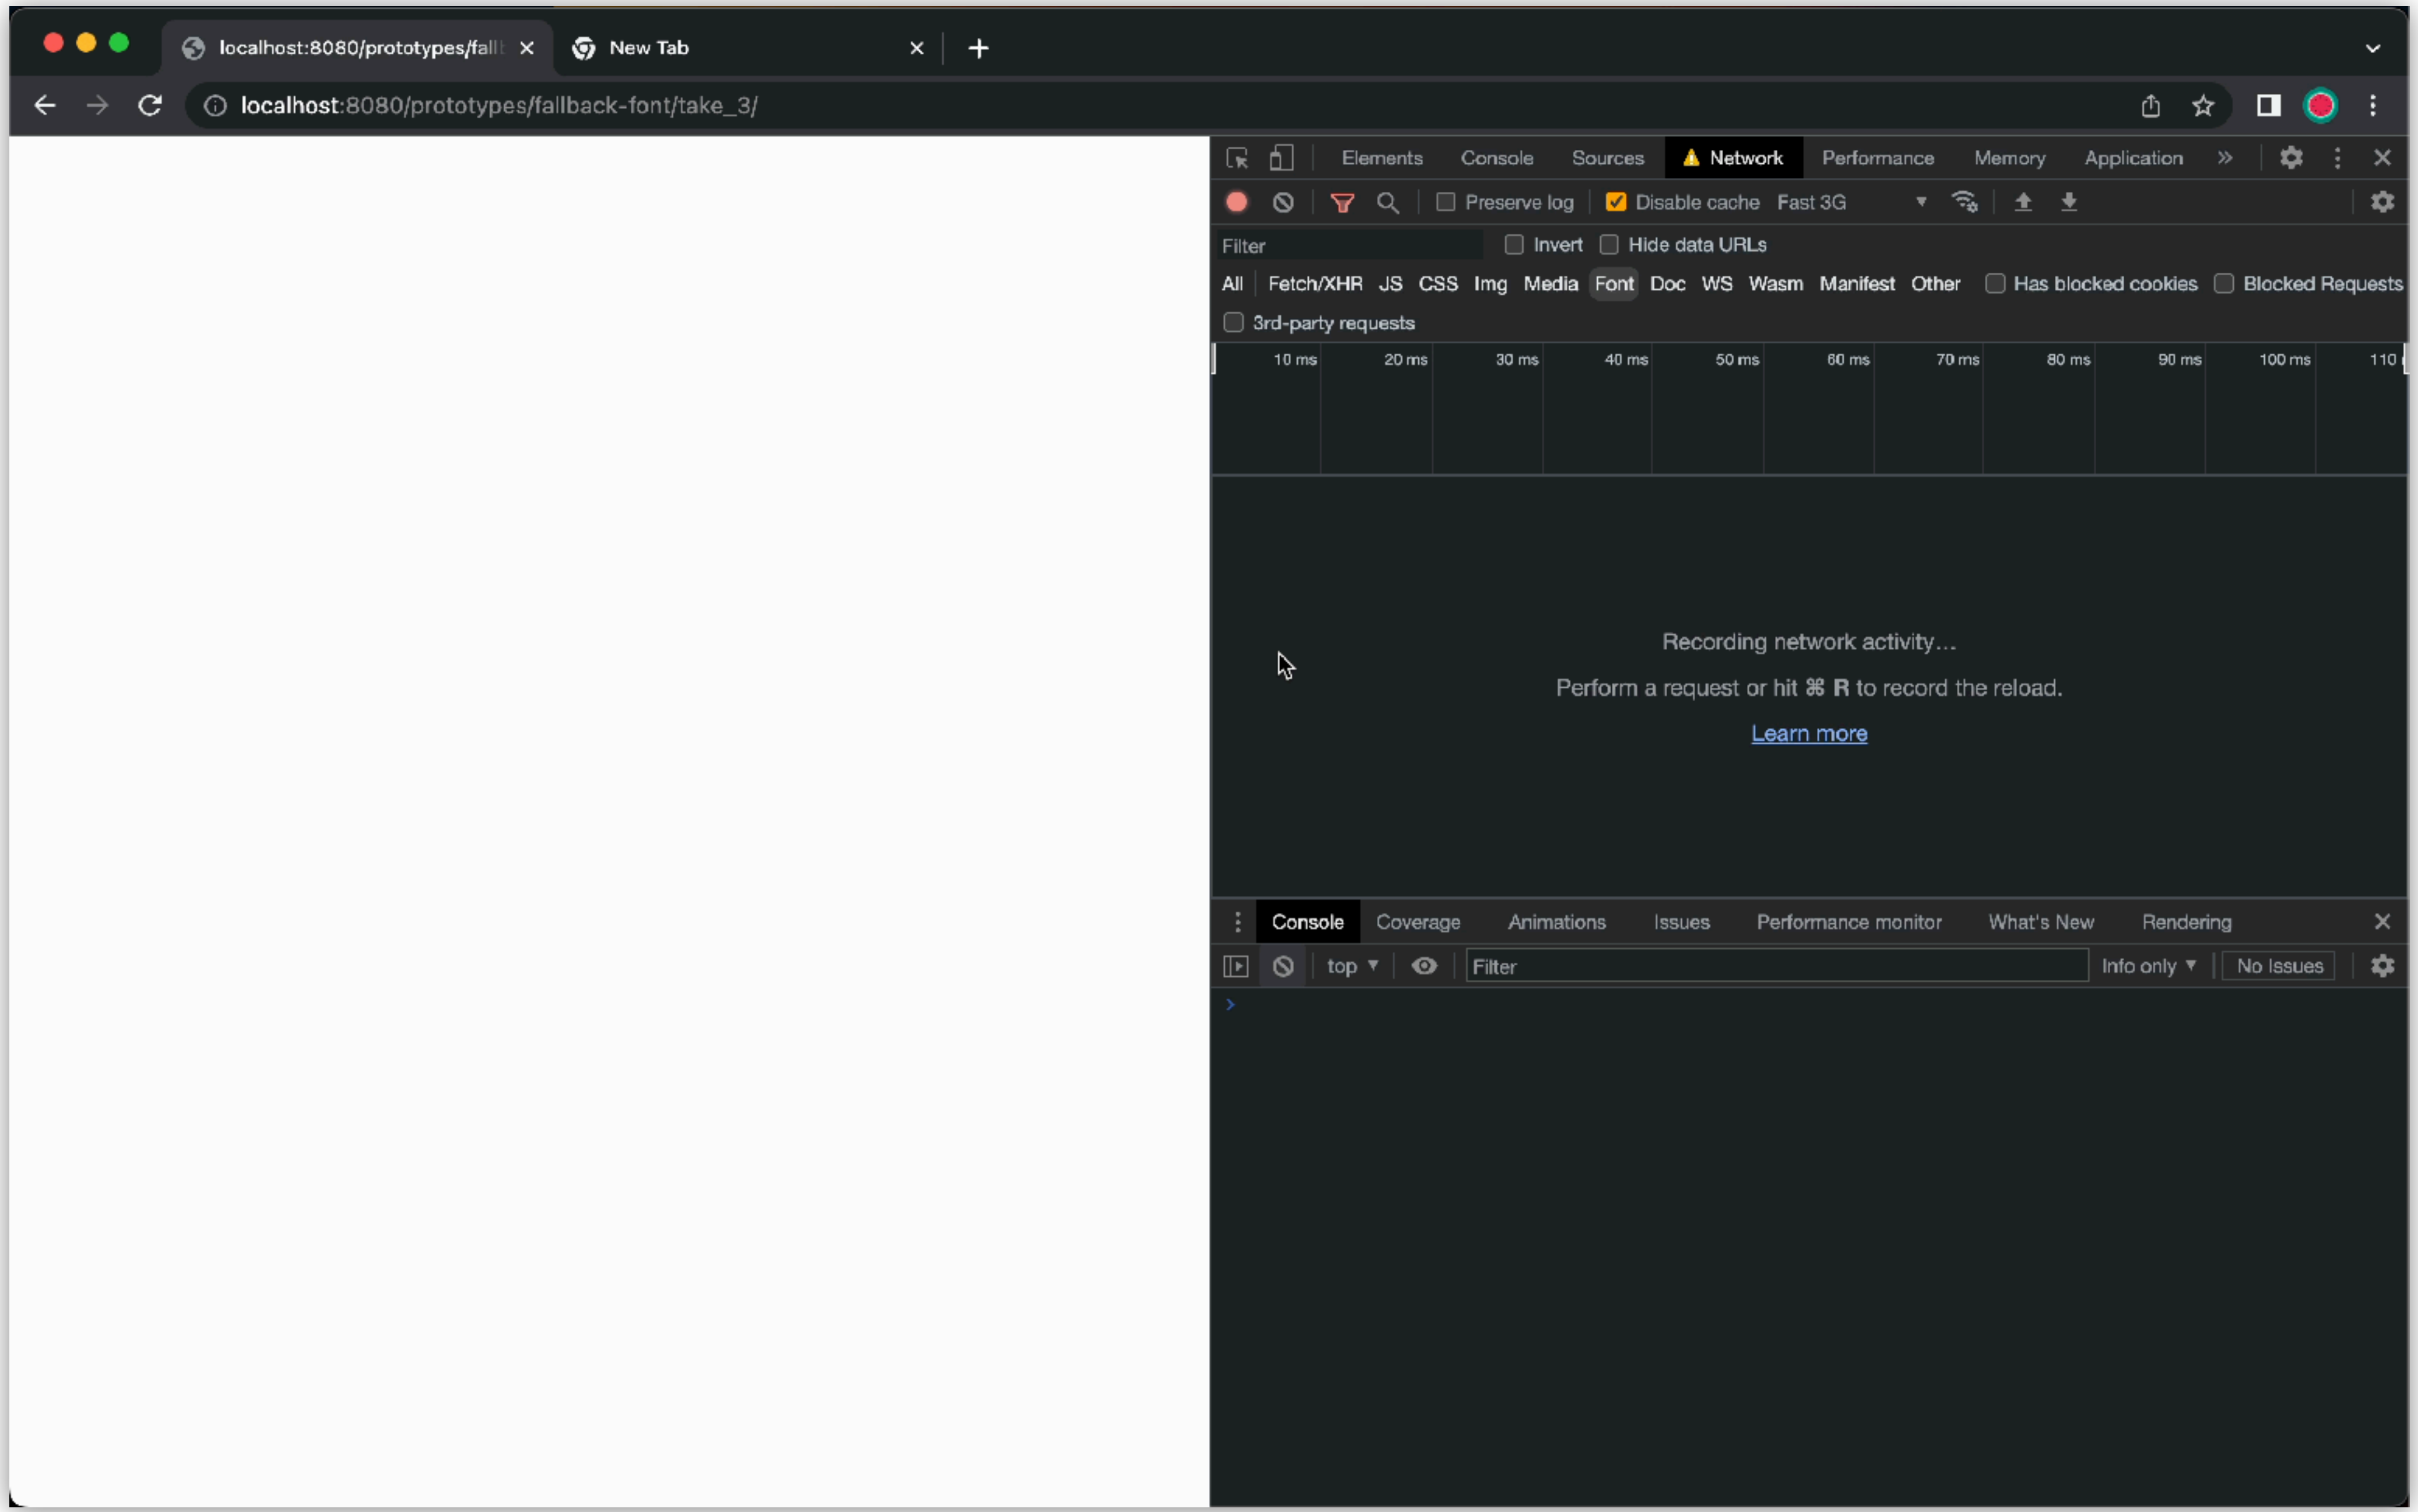 localhost:8080/prototypes/fall
New Tab
localhost:8080/prototypes/fallback-font/take_3/
Elements Console Sources Network Performance Memory Application
Preserve log Disable cache Fast 3G
Filter Invert Hide data URLs
All Fetch/XHR JS CSS Img Media Font Doc WS Wasm Manifest Other Has blocked cookies Blocked Requests
3rd-party requests
10 ms 20 ms 30 ms 40 ms 50 ms 60 ms 70 ms 80 ms 90 ms 100 ms 110
Recording network activity…
Perform a request or hit ⌘ R to record the reload.
Learn more
Console Coverage Animations Issues Performance monitor What's New Rendering
top Filter Info only No Issues